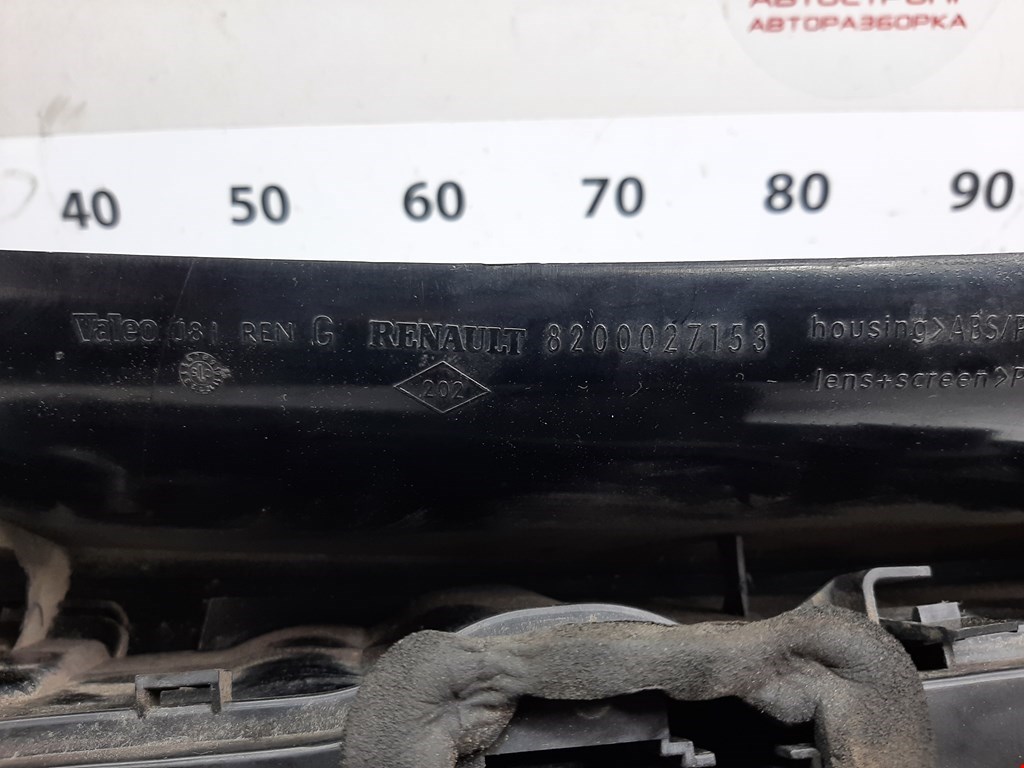 АВТОРАЗБОРКА
40 50 60 70 80 90
Valeo 081 REN G RENAULT 8200027153 housing>ABS/P
202 lens+screen>P